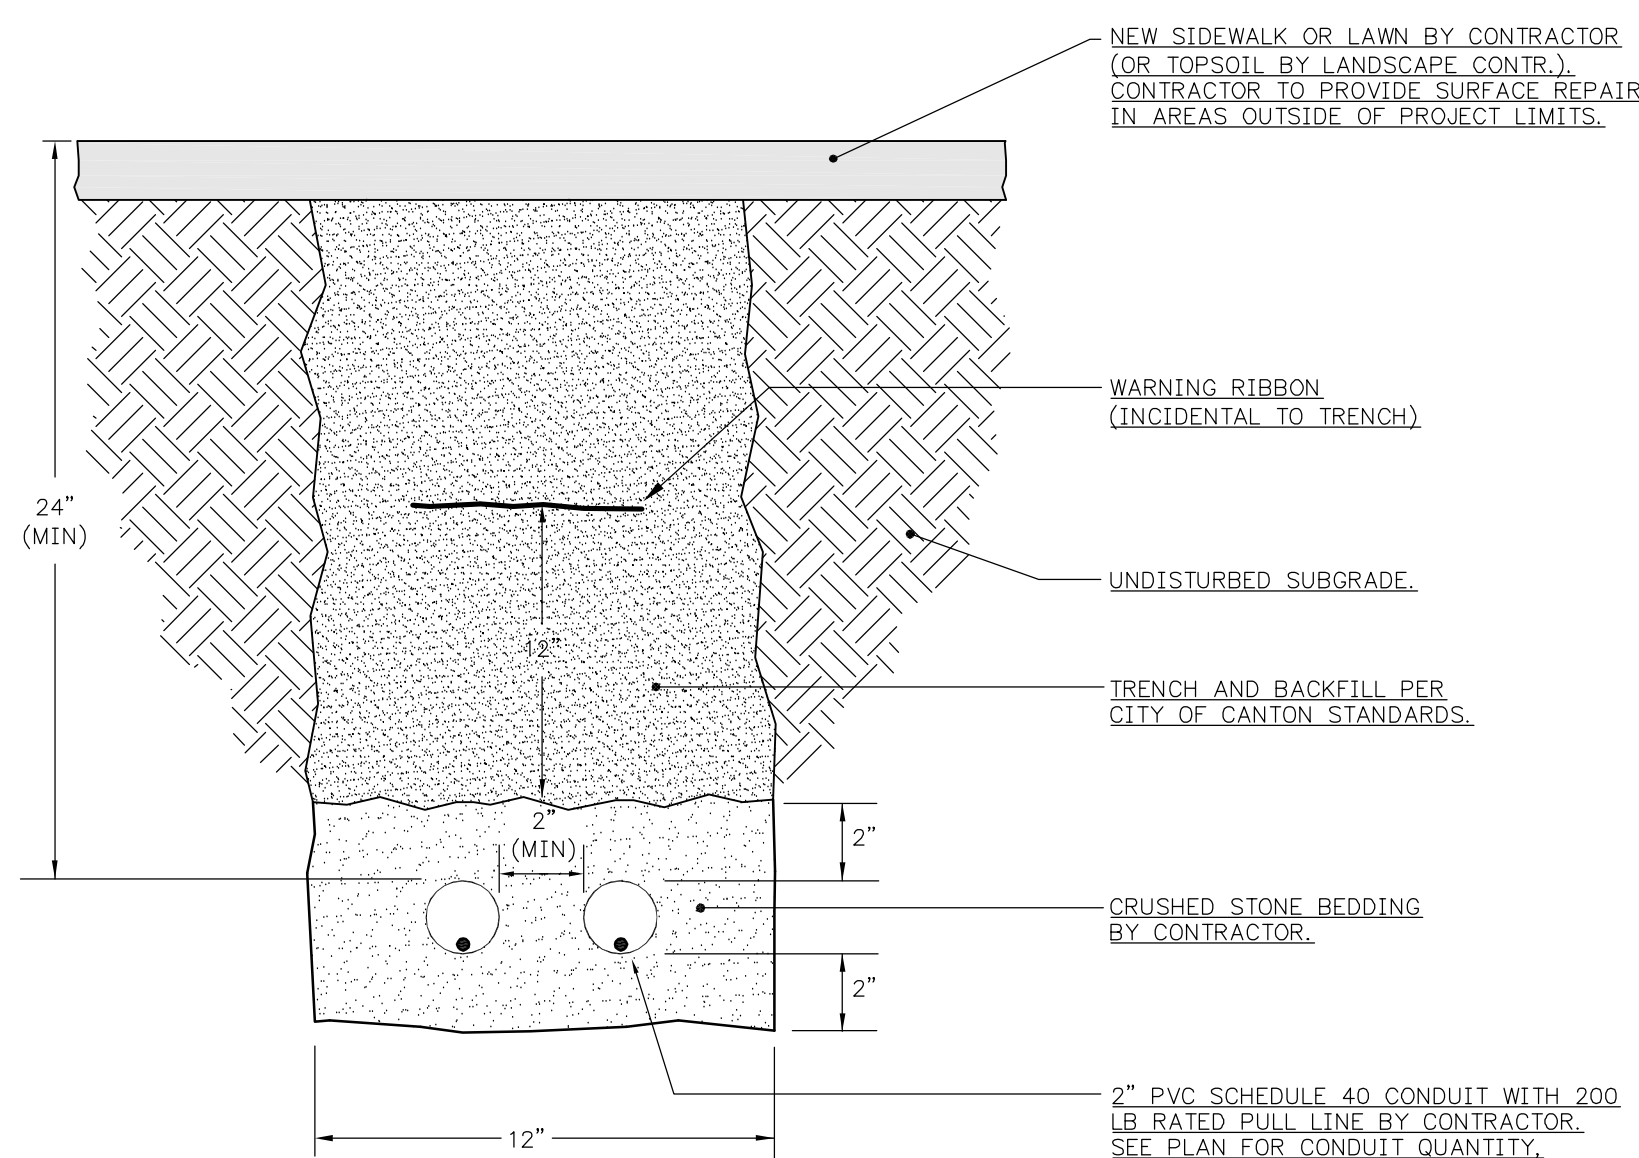 NEW SIDEWALK OR LAWN BY CONTRACTOR
(OR TOPSOIL BY LANDSCAPE CONTR.).
CONTRACTOR TO PROVIDE SURFACE REPAIR
IN AREAS OUTSIDE OF PROJECT LIMITS.
WARNING RIBBON
(INCIDENTAL TO TRENCH)
24”
(MIN)
UNDISTURBED SUBGRADE.
12”
TRENCH AND BACKFILL PER
CITY OF CANTON STANDARDS.
2”
(MIN)
2”
CRUSHED STONE BEDDING
BY CONTRACTOR.
2”
2” PVC SCHEDULE 40 CONDUIT WITH 200
LB RATED PULL LINE BY CONTRACTOR.
SEE PLAN FOR CONDUIT QUANTITY,
12”